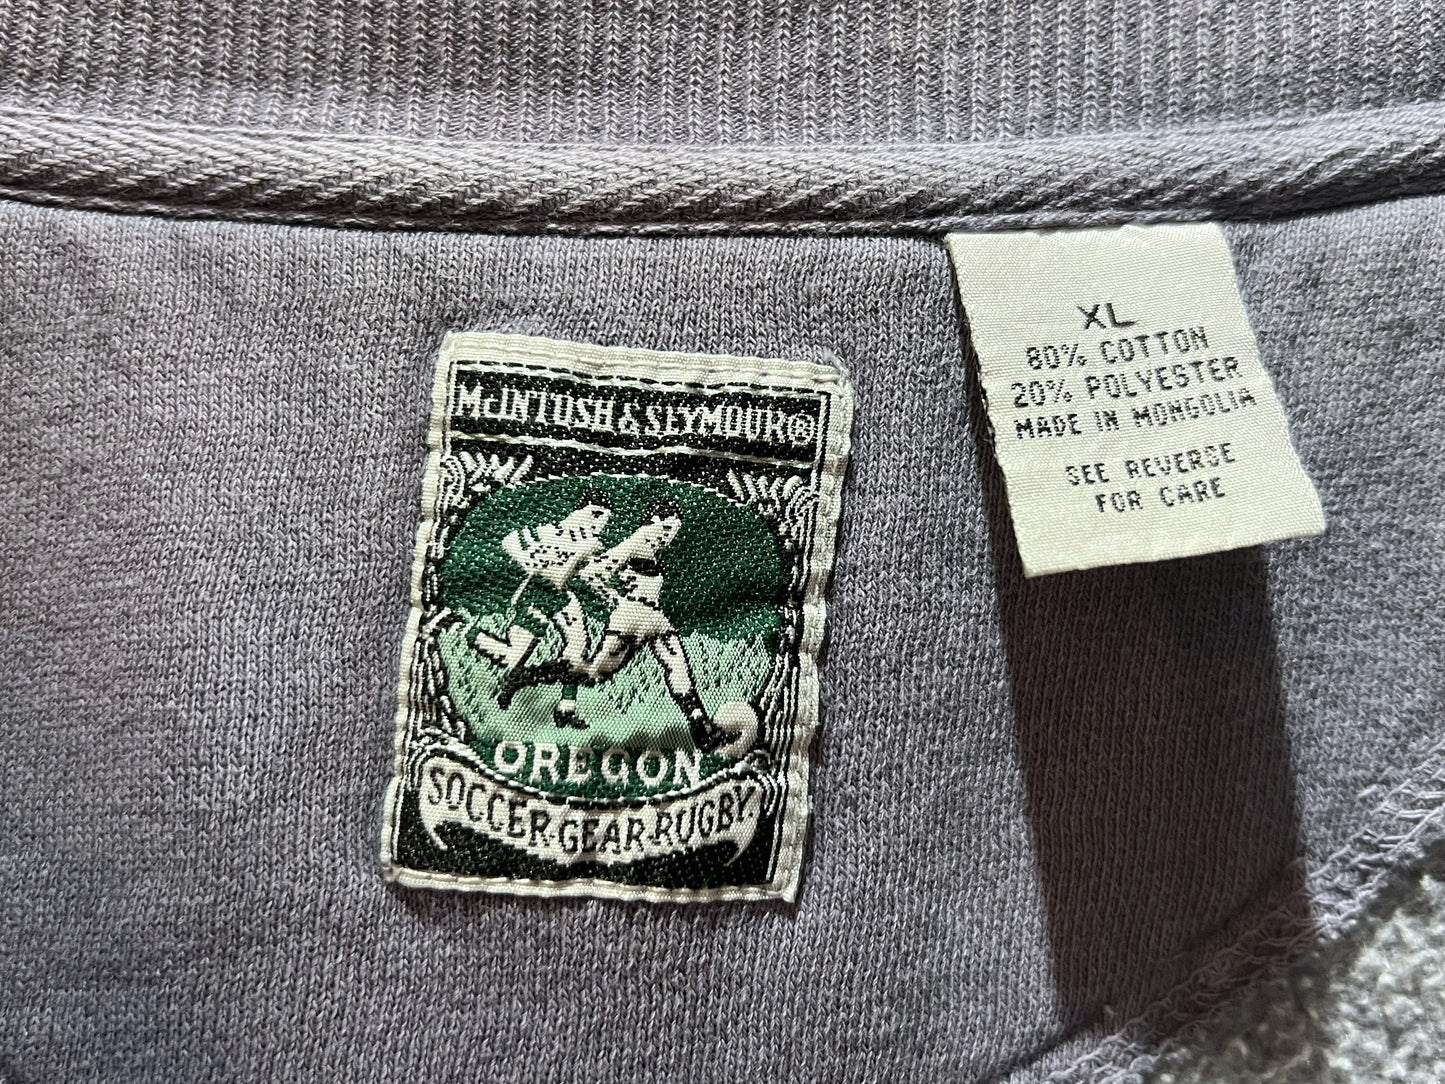 McINTOSH & SEYMOUR®
OREGON
SOCCER·GEAR·RUGBY.
XL
80% COTTON
20% POLYESTER
MADE IN MONGOLIA
SEE REVERSE
FOR CARE